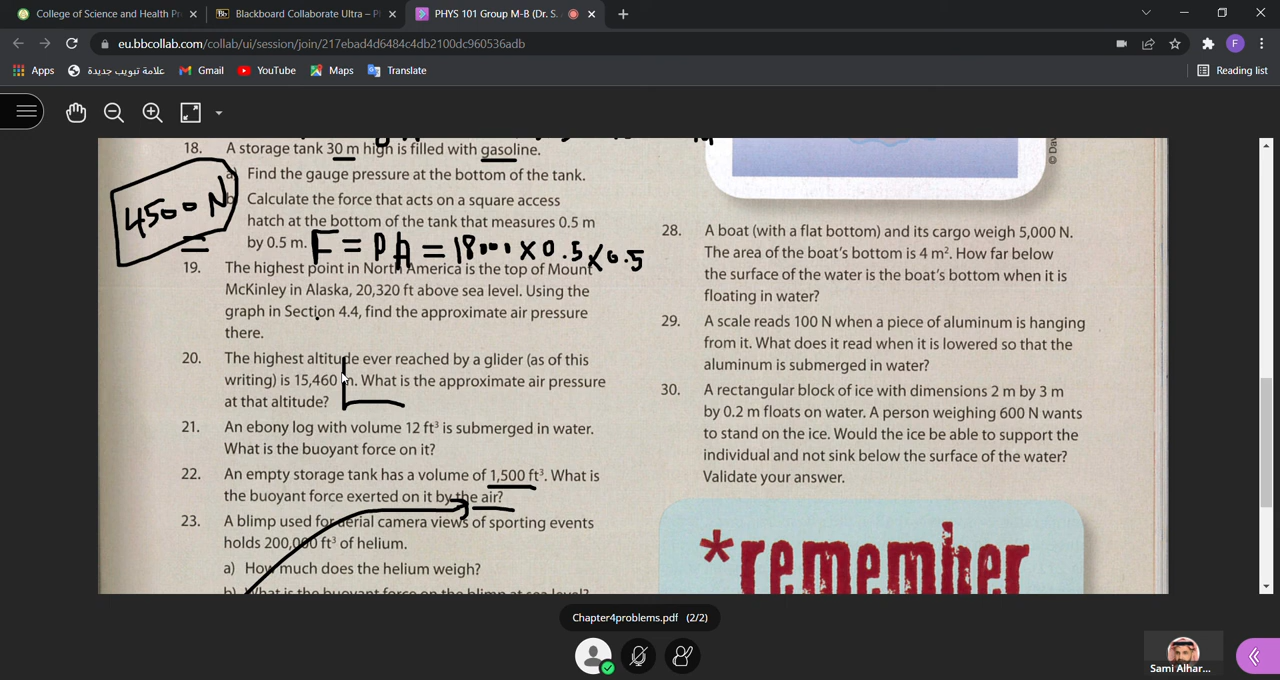 College of Science and Health Pr
Blackboard Collaborate Ultra – Pl
PHYS 101 Group M-B (Dr. S.
eu.bbcollab.com/collab/ui/session/join/217ebad4d6484c4db2100dc960536adb
F
Apps
علامة تبويب جديدة
Gmail
YouTube
Maps
Translate
Reading list
18. A storage tank 30 m high is filled with gasoline.
a) Find the gauge pressure at the bottom of the tank.
b Calculate the force that acts on a square access
hatch at the bottom of the tank that measures 0.5 m
by 0.5 m.
4500 N
F = PA = 18000 × 0.5 × 0.5
19. The highest point in North America is the top of Mount
McKinley in Alaska, 20,320 ft above sea level. Using the
graph in Section 4.4, find the approximate air pressure
there.
20. The highest altitude ever reached by a glider (as of this
writing) is 15,460 m. What is the approximate air pressure
at that altitude?
21. An ebony log with volume 12 ft³ is submerged in water.
What is the buoyant force on it?
22. An empty storage tank has a volume of 1,500 ft³. What is
the buoyant force exerted on it by the air?
23. A blimp used for aerial camera views of sporting events
holds 200,000 ft³ of helium.
a) How much does the helium weigh?
b) What is the buoyant force on the blimp at sea level?
© Dav
28. A boat (with a flat bottom) and its cargo weigh 5,000 N.
The area of the boat's bottom is 4 m². How far below
the surface of the water is the boat's bottom when it is
floating in water?
29. A scale reads 100 N when a piece of aluminum is hanging
from it. What does it read when it is lowered so that the
aluminum is submerged in water?
30. A rectangular block of ice with dimensions 2 m by 3 m
by 0.2 m floats on water. A person weighing 600 N wants
to stand on the ice. Would the ice be able to support the
individual and not sink below the surface of the water?
Validate your answer.
*remember
Chapter4problems.pdf (2/2)
Sami Alhar...